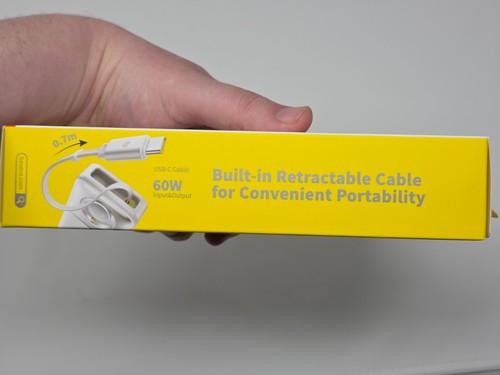 0.7m
USB-C Cable
60W
Input&Output
Built-in Retractable Cable
for Convenient Portability